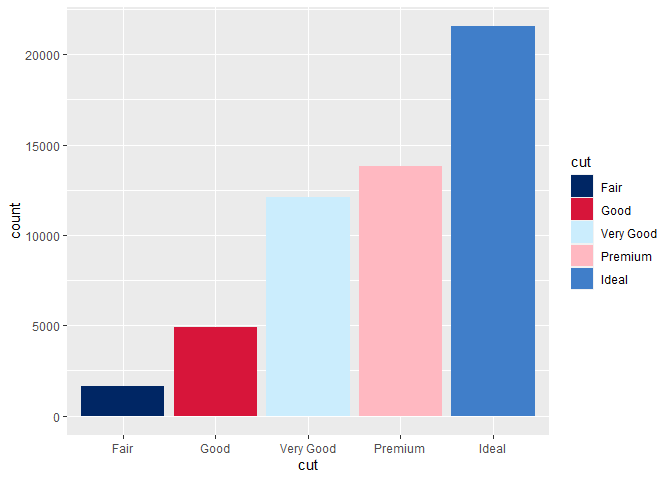 20000
15000
10000
5000
0
count
Fair Good Very Good Premium Ideal
cut
cut
Fair
Good
Very Good
Premium
Ideal